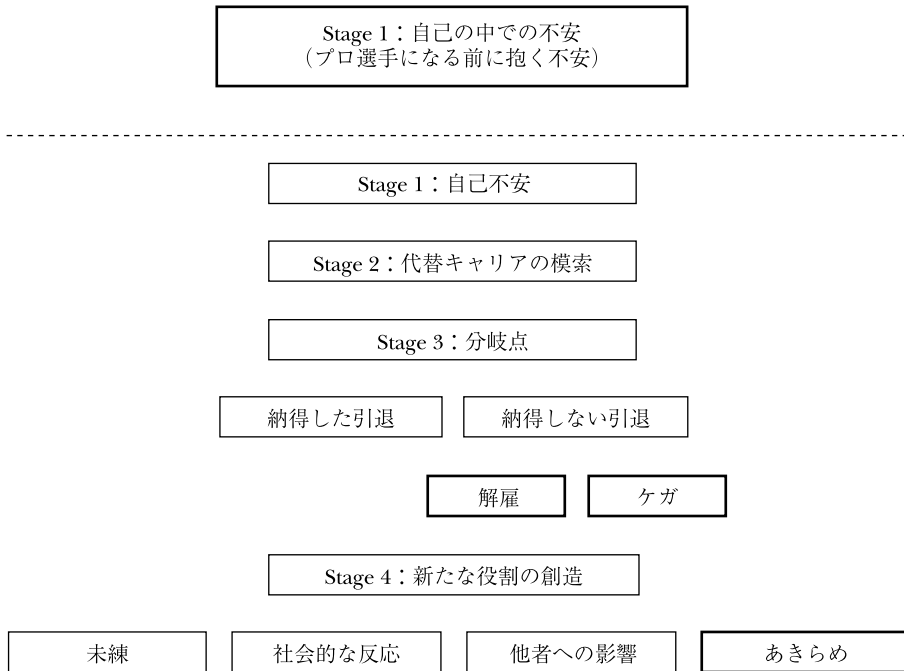 Stage 1：自己の中での不安
（プロ選手になる前に抱く不安）
Stage 1：自己不安
Stage 2：代替キャリアの模索
Stage 3：分岐点
納得した引退
納得しない引退
解雇
ケガ
Stage 4：新たな役割の創造
未練
社会的な反応
他者への影響
あきらめ